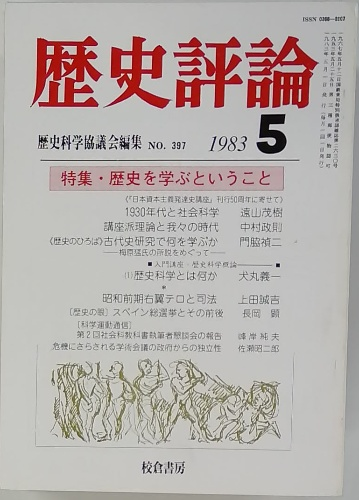 ISSN 0386-8907
歴史評論
歴史科学協議会編集 NO. 397 1983 5
特集・歴史を学ぶということ
《『日本資本主義発達史講座』刊行50周年に寄せて》
1930年代と社会科学 遠山茂樹
講座派理論と我々の時代 中村政則
《歴史のひろば》古代史研究で何を学ぶか 門脇禎二
──梅原猛氏の所説をめぐって──
■入門講座・歴史科学概論
(1)歴史科学とは何か 犬丸義一
*
昭和前期右翼テロと司法 上田誠吉
〔歴史の眼〕スペイン総選挙とその前後 長岡顕
〔科学運動通信〕
第2回社会科教科書執筆者懇談会の報告 峰岸純夫
危機にさらされる学術会議の政府からの独立性 佐瀬昭二郎
校倉書房